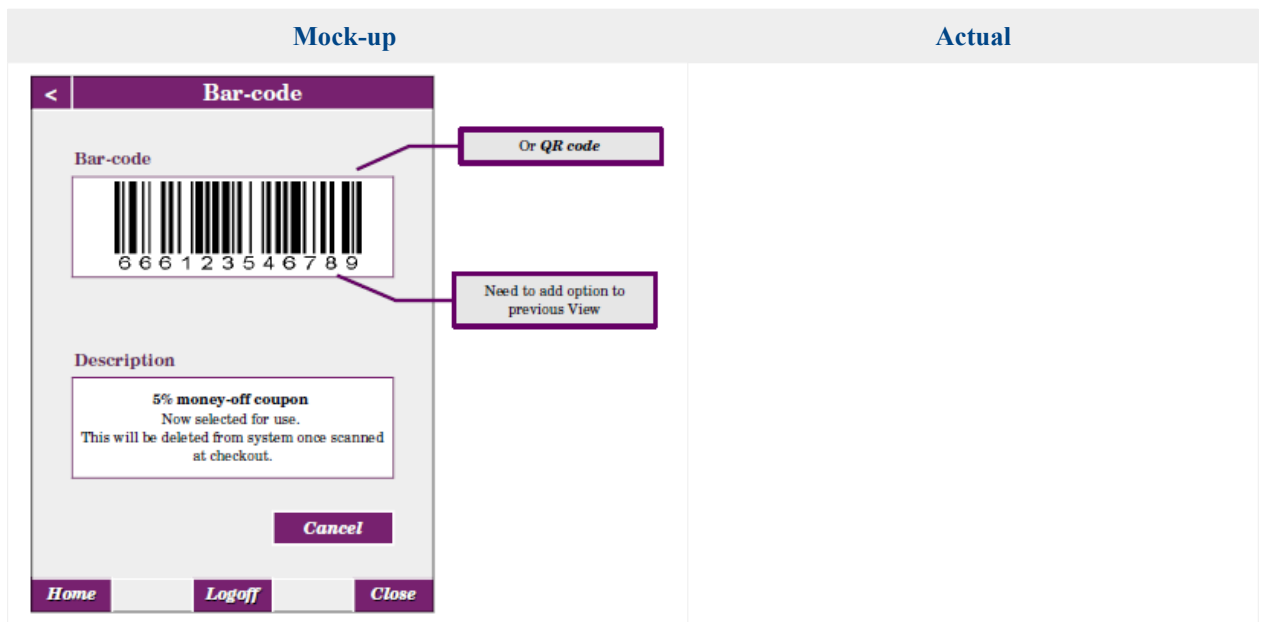 Mock-up
Actual
<
Bar-code
Or QR code
Bar-code
666123546789
Need to add option to
previous View
Description
5% money-off coupon
Now selected for use.
This will be deleted from system once scanned
at checkout.
Cancel
Home
Logoff
Close